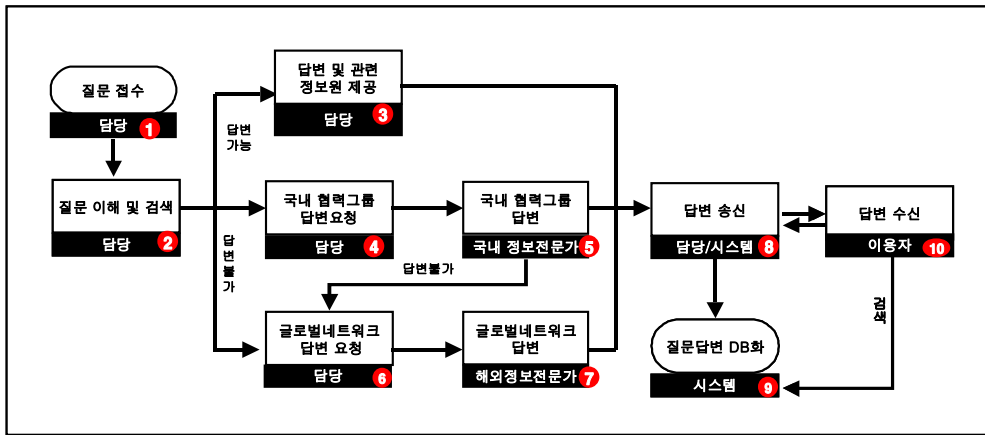 질문 접수
담당 1
질문 이해 및 검색
담당 2
답변
가능
답
변
불
가
답변 및 관련
정보원 제공
담당 3
국내 협력그룹
답변요청
담당 4
국내 협력그룹
답변
국내 정보전문가 5
답변불가
글로벌네트워크
답변 요청
담당 6
글로벌네트워크
답변
해외정보전문가 7
답변 송신
담당/시스템 8
답변 수신
이용자 10
검색
질문답변 DB화
시스템 9